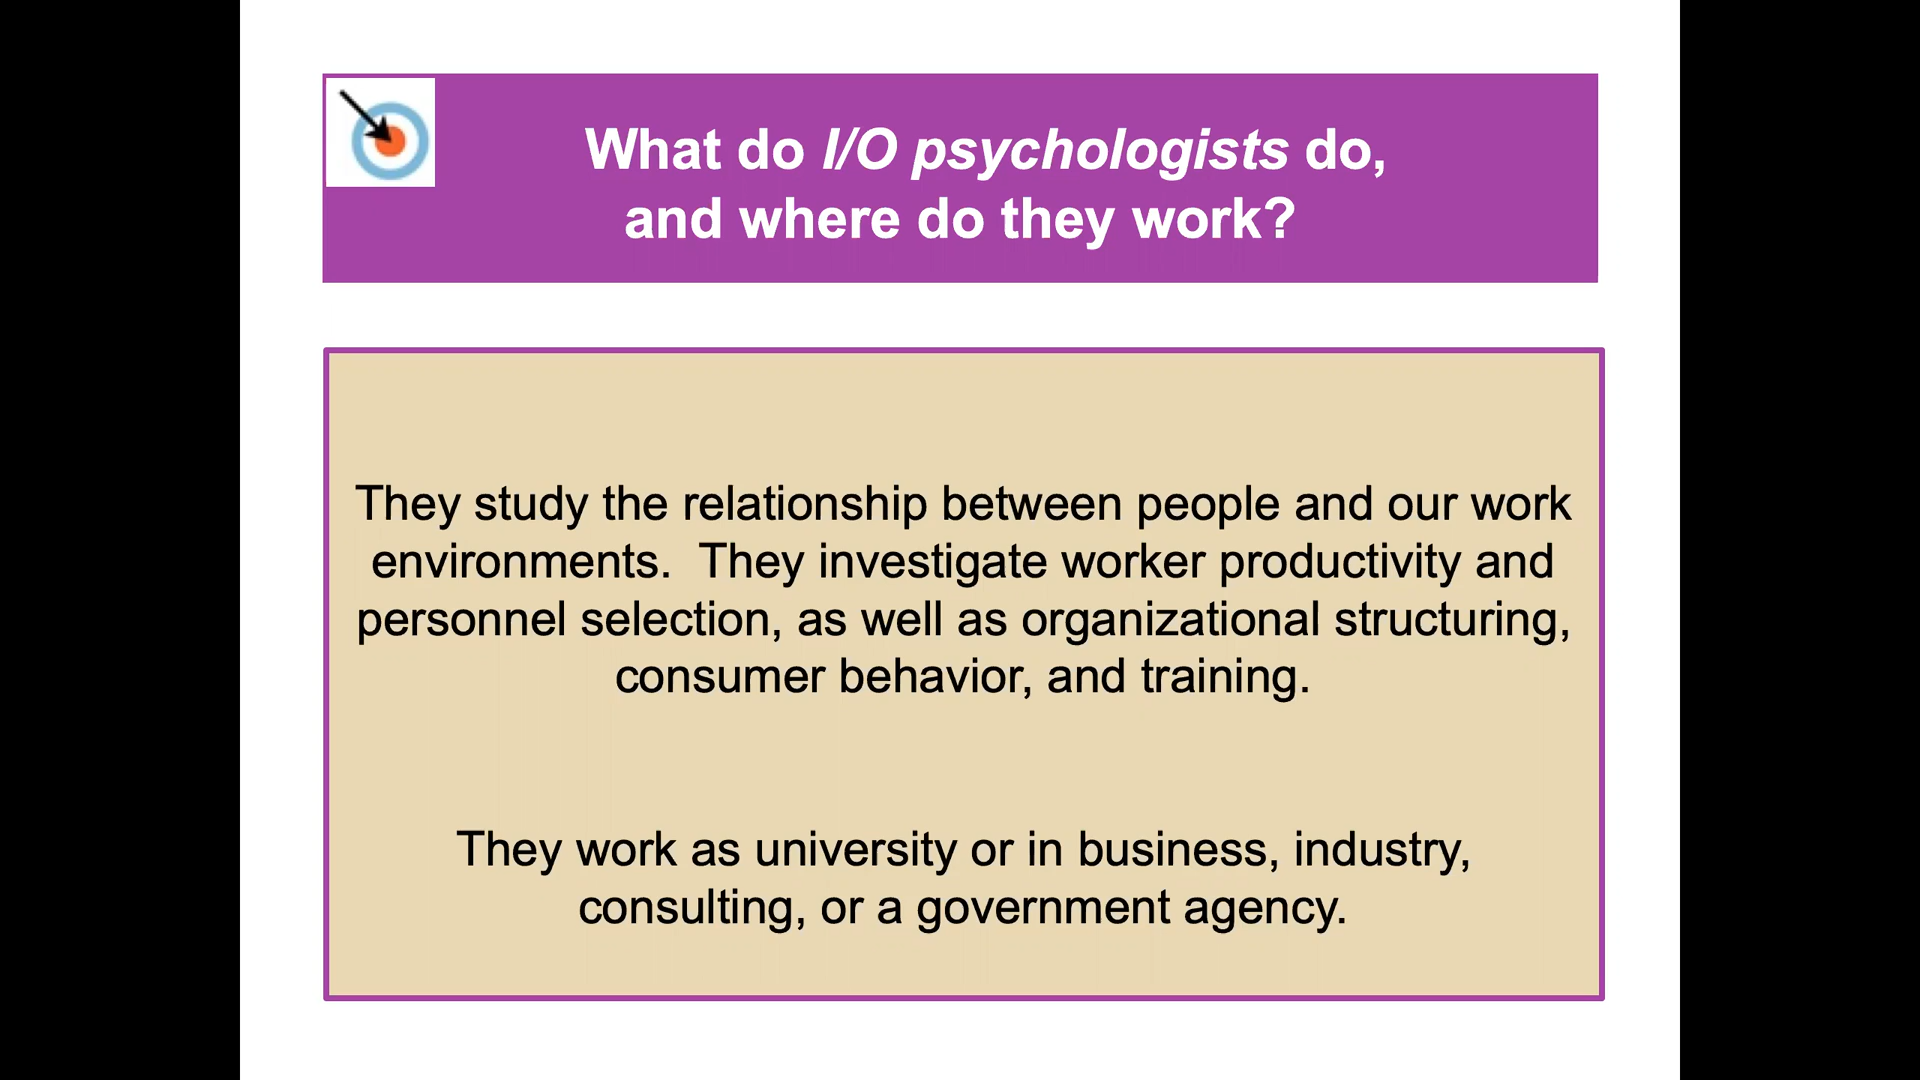 What do I/O psychologists do,
and where do they work?
They study the relationship between people and our work
environments.  They investigate worker productivity and
personnel selection, as well as organizational structuring,
consumer behavior, and training.
They work as university or in business, industry,
consulting, or a government agency.